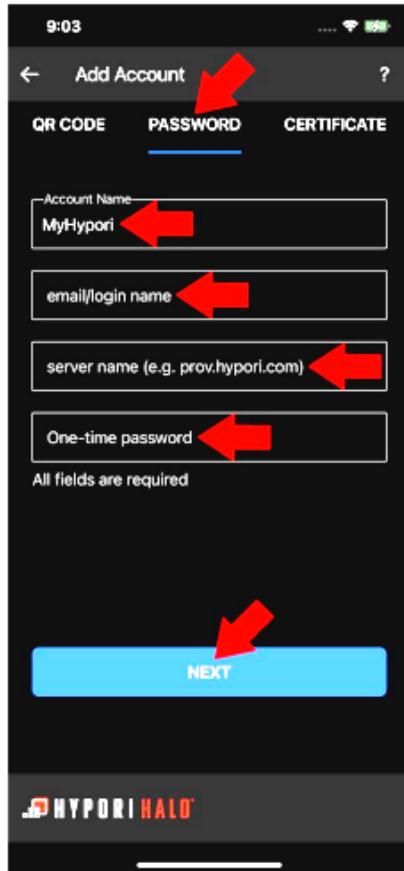 9:03
Add Account ?
QR CODE PASSWORD CERTIFICATE
Account Name
MyHypori
email/login name
server name (e.g. prov.hypori.com)
One-time password
All fields are required
NEXT
HYPORI HALO